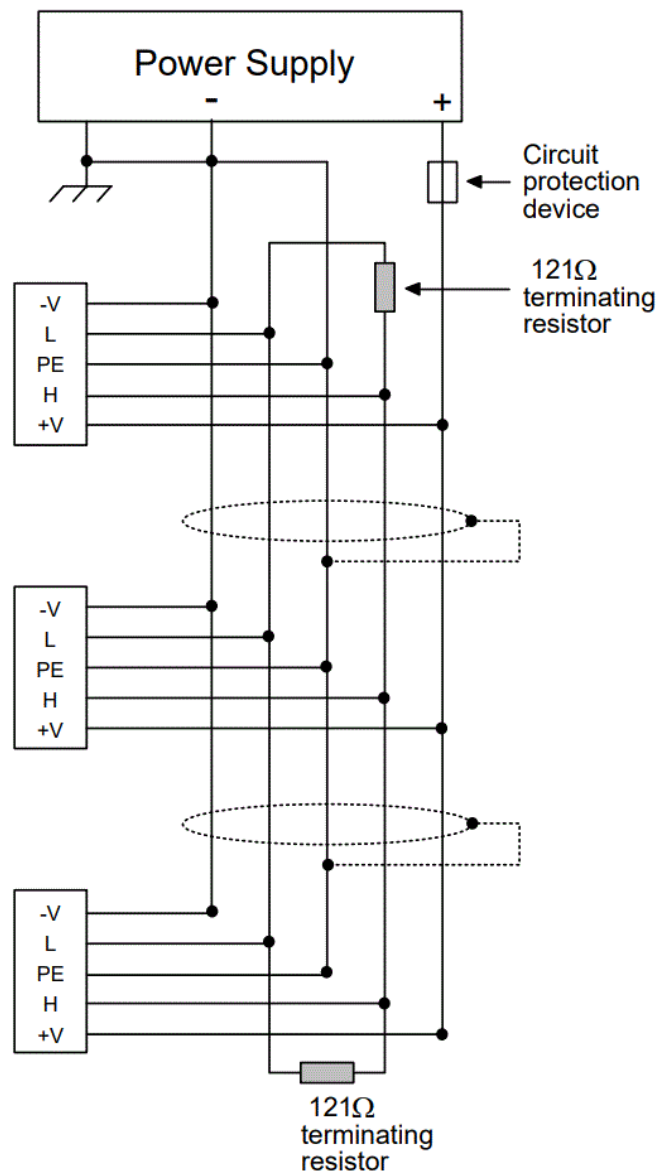 Power Supply
-
+
Circuit
protection
device
121Ω
terminating
resistor
-V
L
PE
H
+V
-V
L
PE
H
+V
-V
L
PE
H
+V
121Ω
terminating
resistor